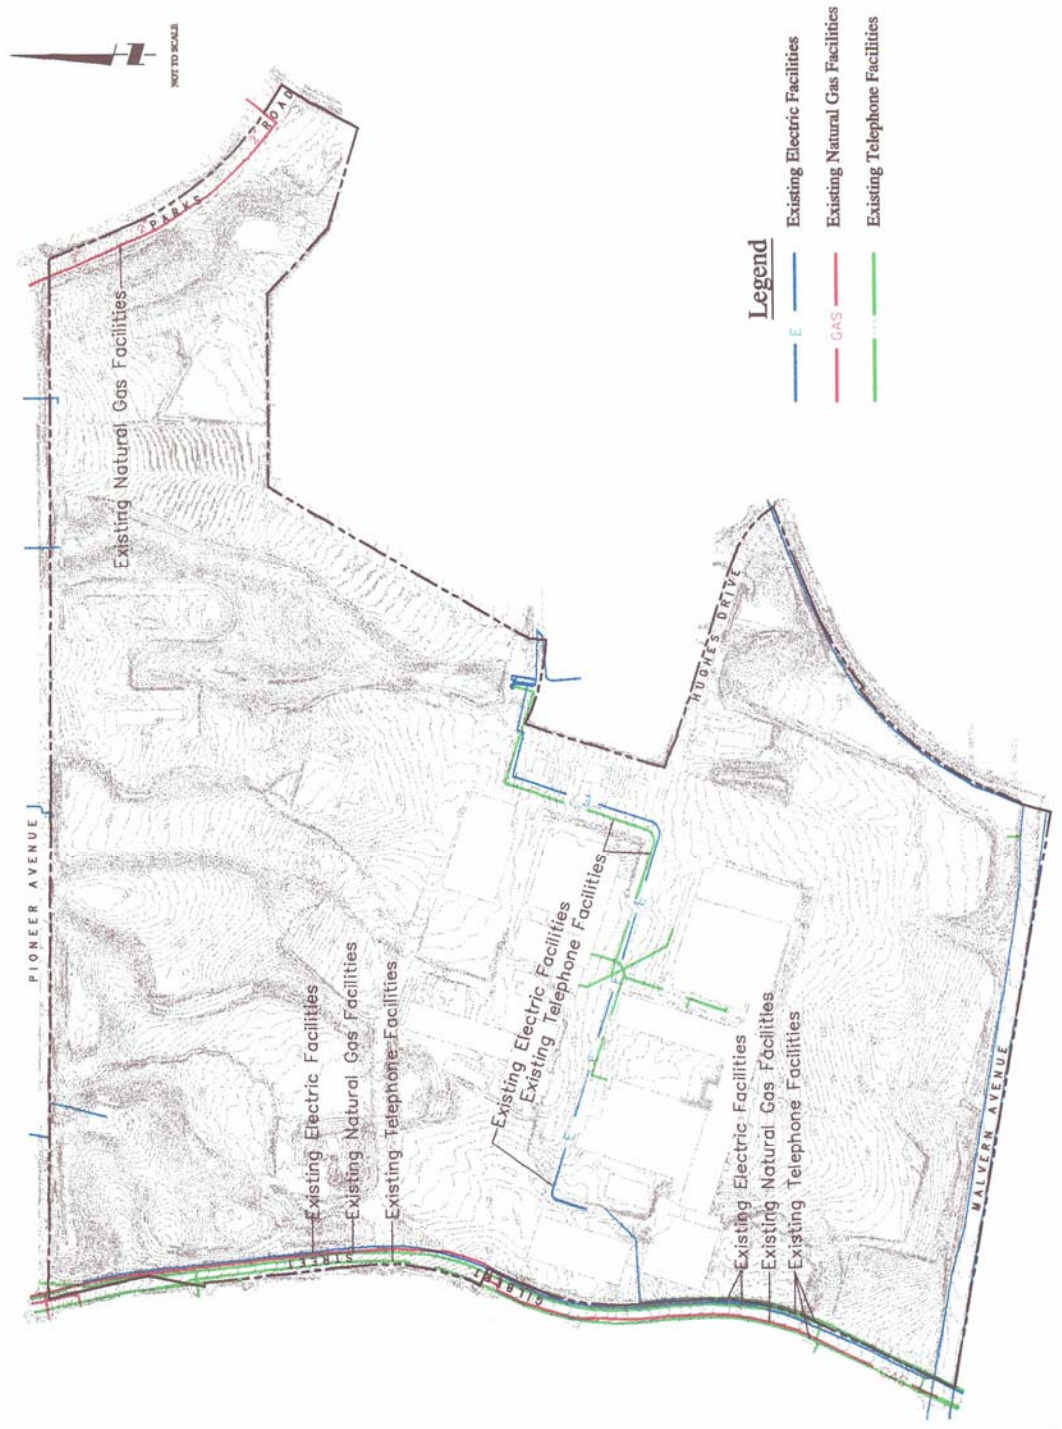 NOT TO SCALE
PARKS
ROAD
Existing Natural Gas Facilities
PIONEER AVENUE
Existing Electric Facilities
Existing Natural Gas Facilities
Existing Telephone Facilities
STREET
GILBERT
Existing Electric Facilities
Existing Telephone Facilities
E
E
E
HUGHES DRIVE
Existing Electric Facilities
Existing Natural Gas Facilities
Existing Telephone Facilities
GAS
MALVERN AVENUE
Legend
E Existing Electric Facilities
GAS Existing Natural Gas Facilities
Existing Telephone Facilities